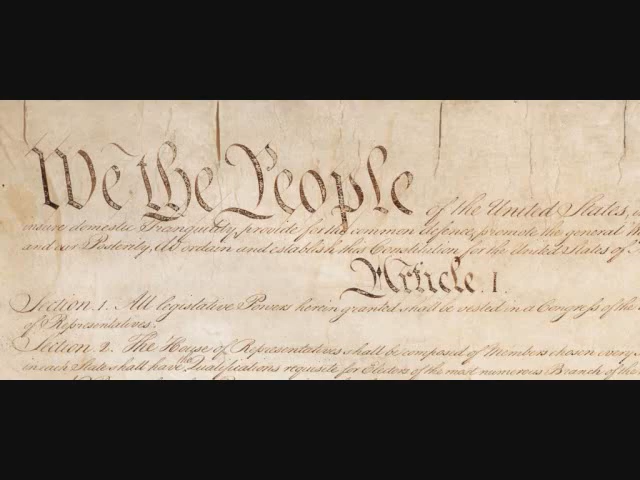 We the People of the United States,
insure domestic Tranquility, provide for the common defence, promote the general
and our Posterity, do ordain and establish this Constitution for the United States of
Article. I.
Section. 1. All legislative Powers herein granted shall be vested in a Congress of the
of Representatives.
Section. 2. The House of Representatives shall be composed of Members chosen every
in each State shall have the Qualifications requisite for Electors of the most numerous Branch of the